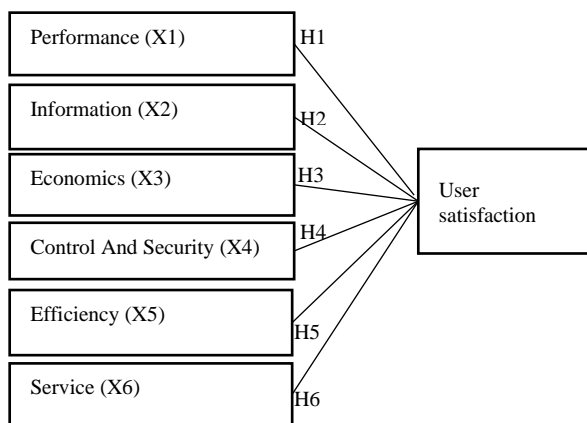 Performance (X1)
H1
Information (X2)
H2
Economics (X3)
H3
User
satisfaction
Control And Security (X4)
H4
Efficiency (X5)
H5
Service (X6)
H6